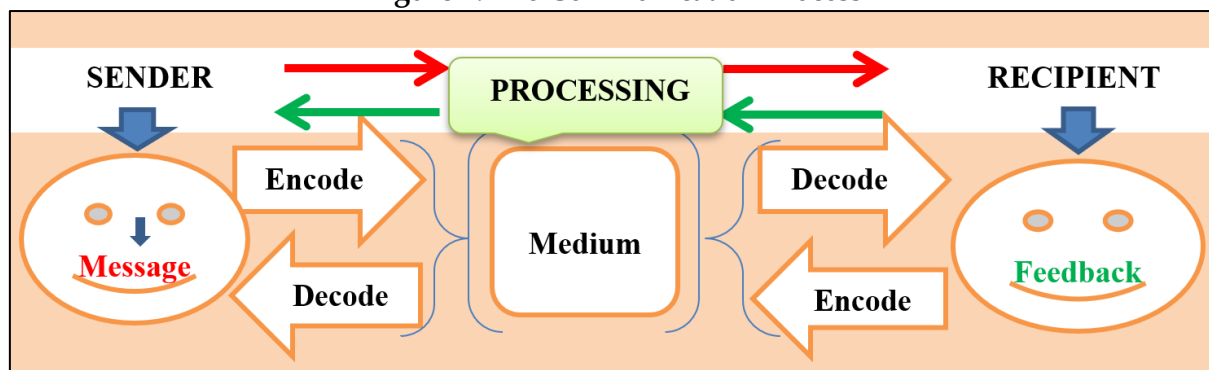 SENDER
PROCESSING
RECIPIENT
Encode
Decode
Medium
Message
Feedback
Decode
Encode